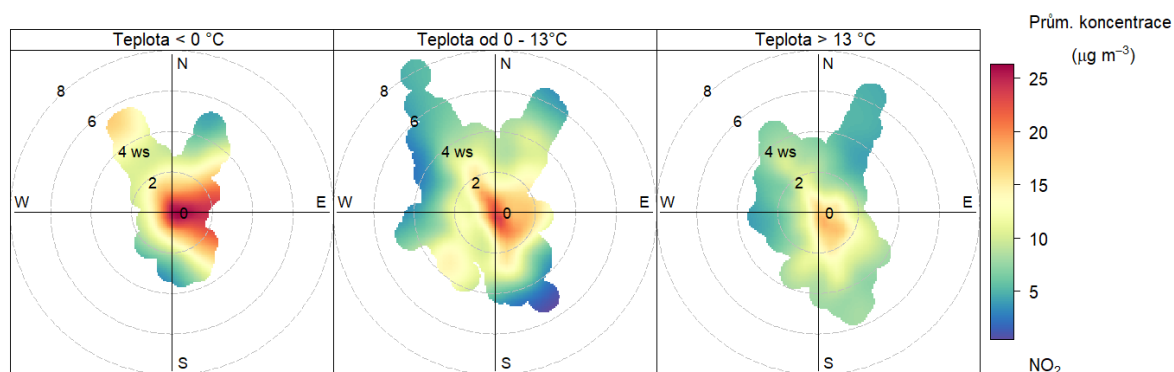 Teplota < 0 °C
N
8
6
4 ws
2
0
W
E
S
Teplota od 0 - 13°C
N
8
6
4 ws
2
0
W
E
S
Teplota > 13 °C
N
8
6
4 ws
2
0
W
E
S
Prům. koncentrace
(μg m⁻³)
25
20
15
10
5
NO₂